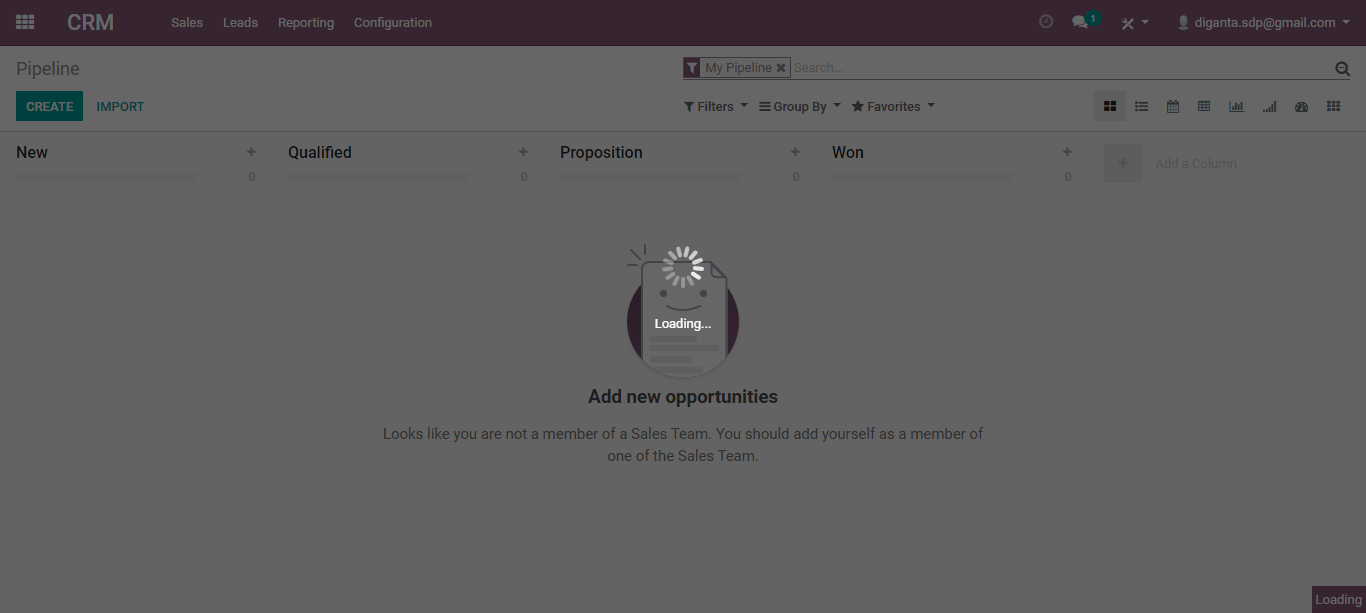 CRM Sales Leads Reporting Configuration 1 diganta.sdp@gmail.com
Pipeline My Pipeline Search...
CREATE IMPORT Filters Group By Favorites
New Qualified Proposition Won
0 0 0 0 Add a Column
Loading...
Add new opportunities
Looks like you are not a member of a Sales Team. You should add yourself as a member of
one of the Sales Team.
Loading